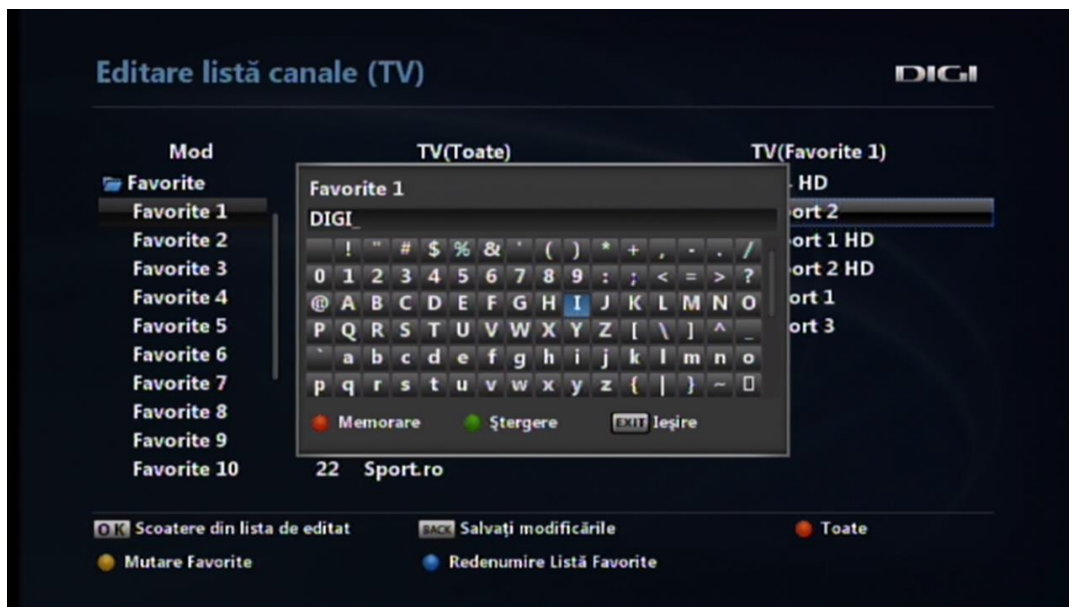 Editare listă canale (TV)
DIGI
Mod
TV(Toate)
TV(Favorite 1)
Favorite
Favorite 1
Favorite 2
Favorite 3
Favorite 4
Favorite 5
Favorite 6
Favorite 7
Favorite 8
Favorite 9
Favorite 10
Favorite 1
DIGI_
! " # $ % & ' ( ) * + , - . /
0 1 2 3 4 5 6 7 8 9 : ; < = > ?
@ A B C D E F G H I J K L M N O
P Q R S T U V W X Y Z [ \ ] ^ _
` a b c d e f g h i j k l m n o
p q r s t u v w x y z { | } ~
Memorare
Ştergere
EXIT Ieşire
22 Sport.ro
HD
ort 2
ort 1 HD
ort 2 HD
ort 1
ort 3
OK Scoatere din lista de editat
BACK Salvați modificările
Toate
Mutare Favorite
Redenumire Listă Favorite